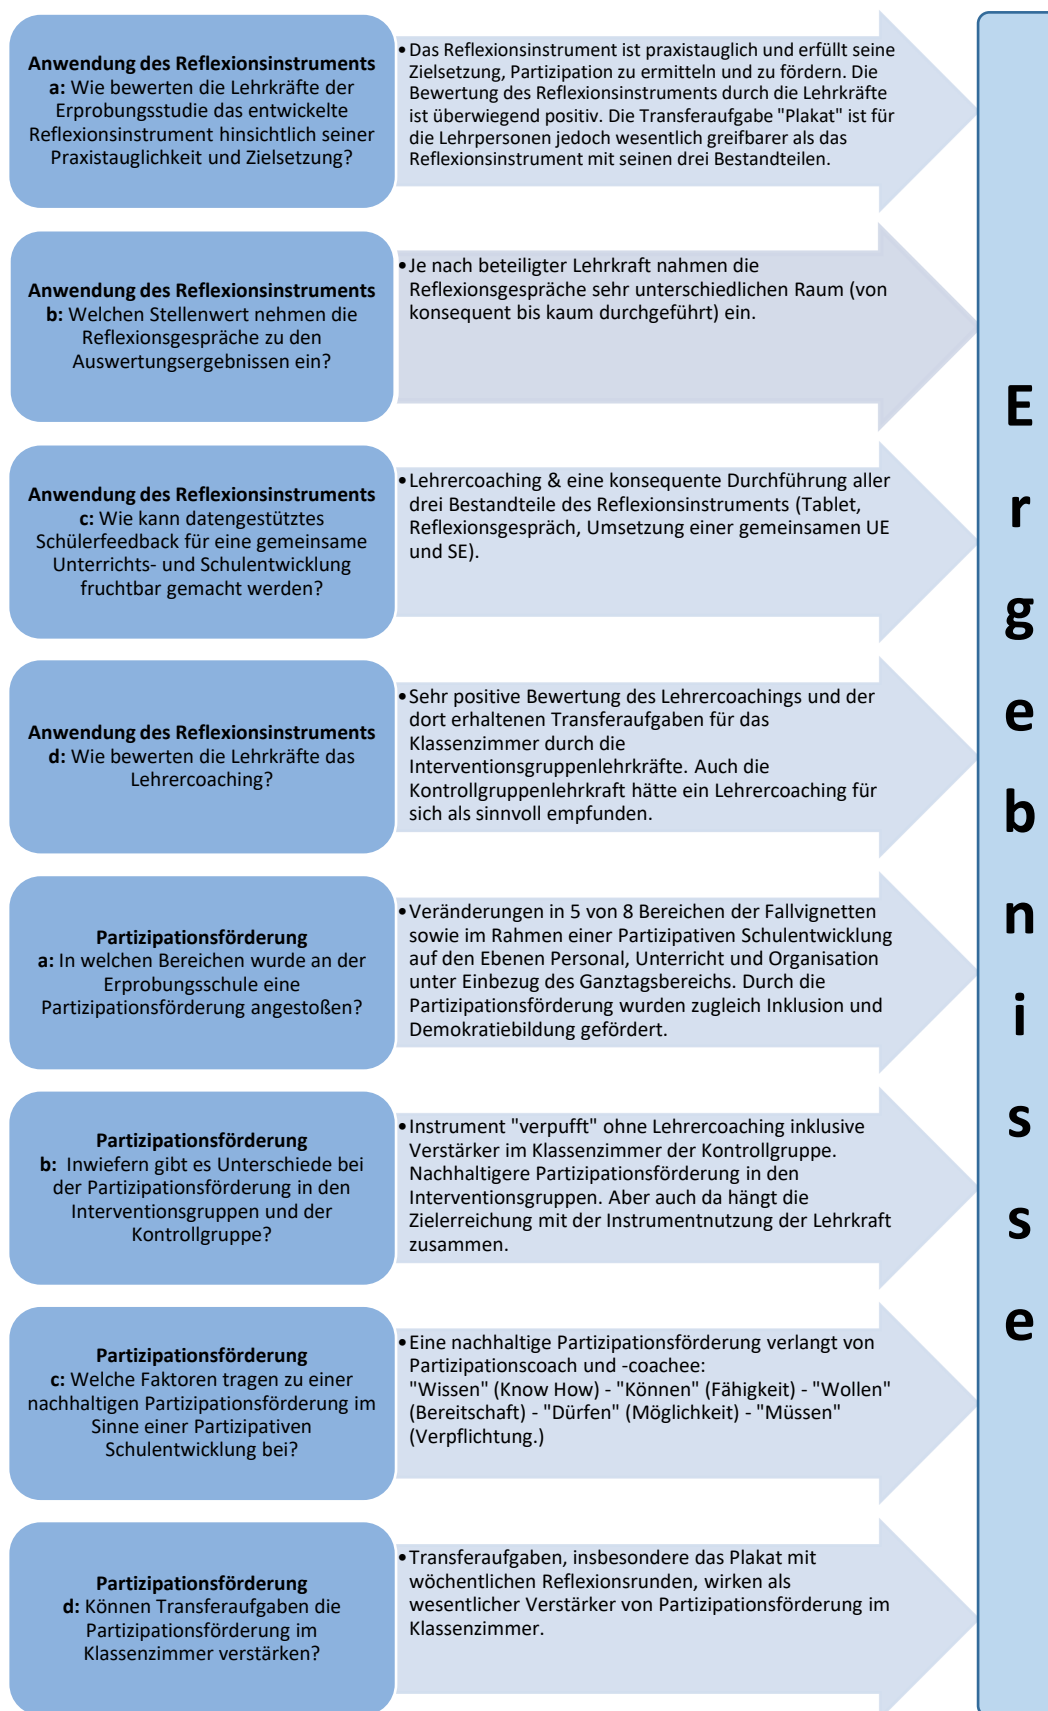 Anwendung des Reflexionsinstruments
a: Wie bewerten die Lehrkräfte der
Erprobungsstudie das entwickelte
Reflexionsinstrument hinsichtlich seiner
Praxistauglichkeit und Zielsetzung?
•Das Reflexionsinstrument ist praxistauglich und erfüllt seine
Zielsetzung, Partizipation zu ermitteln und zu fördern. Die
Bewertung des Reflexionsinstruments durch die Lehrkräfte
ist überwiegend positiv. Die Transferaufgabe "Plakat" ist für
die Lehrpersonen jedoch wesentlich greifbarer als das
Reflexionsinstrument mit seinen drei Bestandteilen.
Anwendung des Reflexionsinstruments
b: Welchen Stellenwert nehmen die
Reflexionsgespräche zu den
Auswertungsergebnissen ein?
•Je nach beteiligter Lehrkraft nahmen die
Reflexionsgespräche sehr unterschiedlichen Raum (von
konsequent bis kaum durchgeführt) ein.
Anwendung des Reflexionsinstruments
c: Wie kann datengestütztes
Schülerfeedback für eine gemeinsame
Unterrichts- und Schulentwicklung
fruchtbar gemacht werden?
•Lehrercoaching & eine konsequente Durchführung aller
drei Bestandteile des Reflexionsinstruments (Tablet,
Reflexionsgespräch, Umsetzung einer gemeinsamen UE
und SE).
Anwendung des Reflexionsinstruments
d: Wie bewerten die Lehrkräfte das
Lehrercoaching?
•Sehr positive Bewertung des Lehrercoachings und der
dort erhaltenen Transferaufgaben für das
Klassenzimmer durch die
Interventionsgruppenlehrkräfte. Auch die
Kontrollgruppenlehrkraft hätte ein Lehrercoaching für
sich als sinnvoll empfunden.
Partizipationsförderung
a: In welchen Bereichen wurde an der
Erprobungsschule eine
Partizipationsförderung angestoßen?
•Veränderungen in 5 von 8 Bereichen der Fallvignetten
sowie im Rahmen einer Partizipativen Schulentwicklung
auf den Ebenen Personal, Unterricht und Organisation
unter Einbezug des Ganztagsbereichs. Durch die
Partizipationsförderung wurden zugleich Inklusion und
Demokratiebildung gefördert.
Partizipationsförderung
b: Inwiefern gibt es Unterschiede bei
der Partizipationsförderung in den
Interventionsgruppen und der
Kontrollgruppe?
•Instrument "verpufft" ohne Lehrercoaching inklusive
Verstärker im Klassenzimmer der Kontrollgruppe.
Nachhaltigere Partizipationsförderung in den
Interventionsgruppen. Aber auch da hängt die
Zielerreichung mit der Instrumentnutzung der Lehrkraft
zusammen.
Partizipationsförderung
c: Welche Faktoren tragen zu einer
nachhaltigen Partizipationsförderung im
Sinne einer Partizipativen
Schulentwicklung bei?
•Eine nachhaltige Partizipationsförderung verlangt von
Partizipationscoach und -coachee:
"Wissen" (Know How) - "Können" (Fähigkeit) - "Wollen"
(Bereitschaft) - "Dürfen" (Möglichkeit) - "Müssen"
(Verpflichtung.)
Partizipationsförderung
d: Können Transferaufgaben die
Partizipationsförderung im
Klassenzimmer verstärken?
•Transferaufgaben, insbesondere das Plakat mit
wöchentlichen Reflexionsrunden, wirken als
wesentlicher Verstärker von Partizipationsförderung im
Klassenzimmer.
Ergebnisse